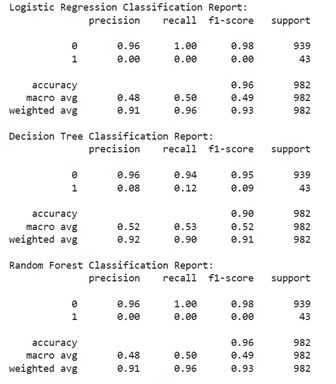 Logistic Regression Classification Report:
precision recall f1-score support
0 0.96 1.00 0.98 939
1 0.00 0.00 0.00 43
accuracy 0.96 982
macro avg 0.48 0.50 0.49 982
weighted avg 0.91 0.96 0.93 982
Decision Tree Classification Report:
precision recall f1-score support
0 0.96 0.94 0.95 939
1 0.08 0.12 0.09 43
accuracy 0.90 982
macro avg 0.52 0.53 0.52 982
weighted avg 0.92 0.90 0.91 982
Random Forest Classification Report:
precision recall f1-score support
0 0.96 1.00 0.98 939
1 0.00 0.00 0.00 43
accuracy 0.96 982
macro avg 0.48 0.50 0.49 982
weighted avg 0.91 0.96 0.93 982